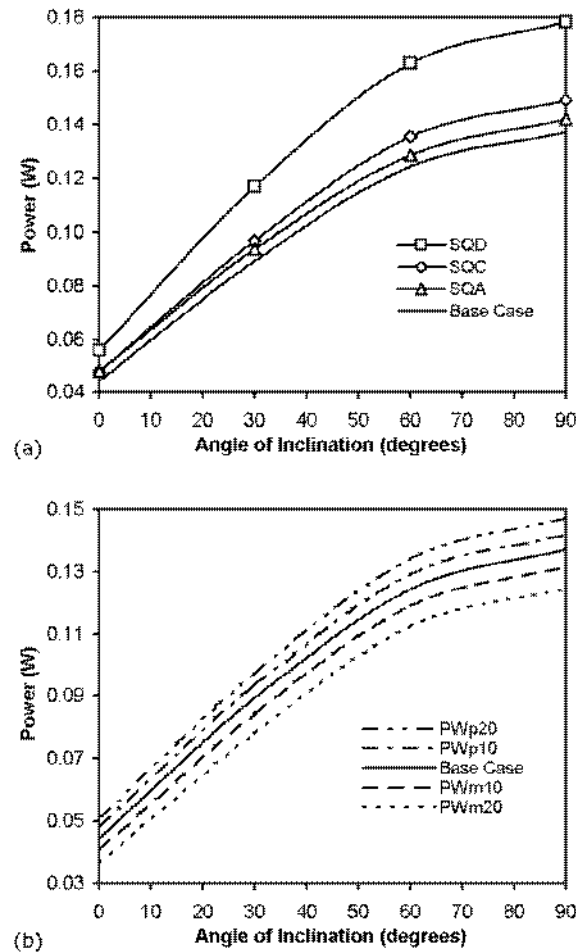 0.18
0.16
0.14
0.12
0.10
0.08
0.06
0.04
Power (W)
SQD
SQC
SQA
Base Case
0 10 20 30 40 50 60 70 80 90
Angle of Inclination (degrees)
(a)
0.15
0.13
0.11
0.09
0.07
0.05
0.03
Power (W)
PWp20
PWp10
Base Case
PWm10
PWm20
0 10 20 30 40 50 60 70 80 90
Angle of Inclination (degrees)
(b)